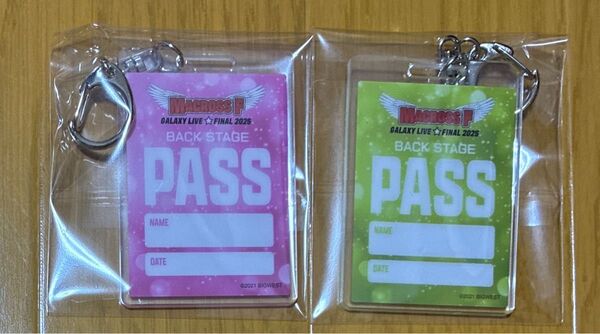 MACROSS F
GALAXY LIVE☆FINAL 2025
BACK STAGE
PASS
NAME
DATE
©2021 BIGWEST
MACROSS F
GALAXY LIVE☆FINAL 2025
BACK STAGE
PASS
NAME
DATE
©2021 BIGWEST